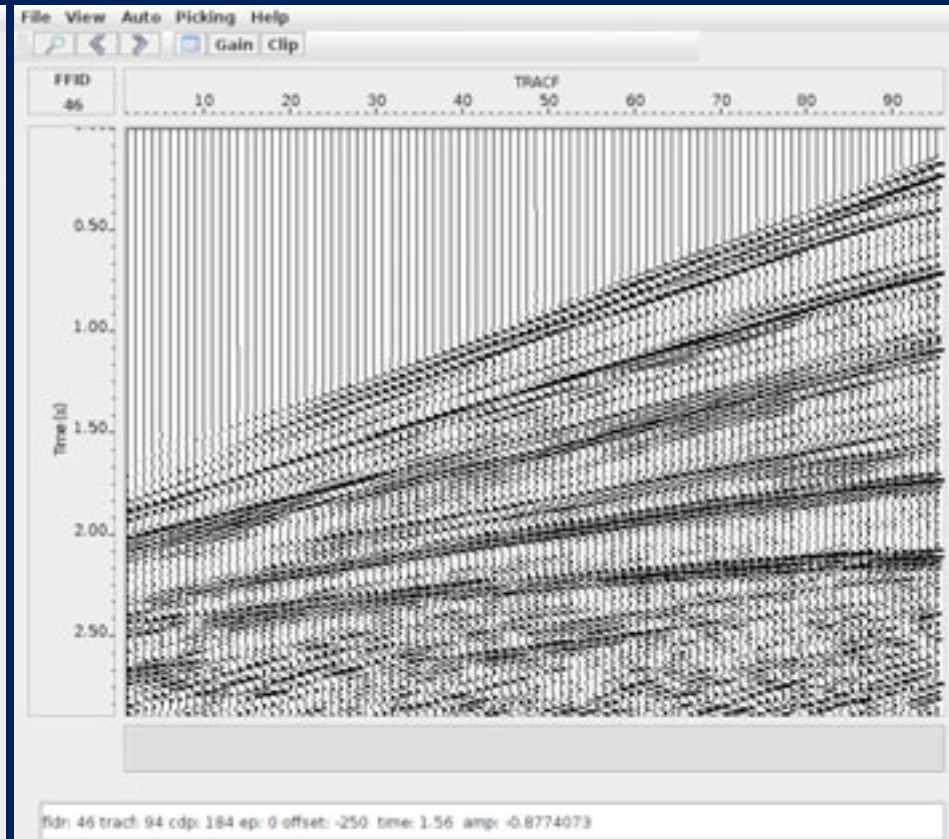 File View Auto Picking Help
Gain Clip
FFID
46
TRACF
10 20 30 40 50 60 70 80 90
0.50
1.00
1.50
2.00
2.50
Time (s)
fldr: 46 tracf: 94 cdp: 184 ep: 0 offset: -250 time: 1.56 amp: -0.8774073